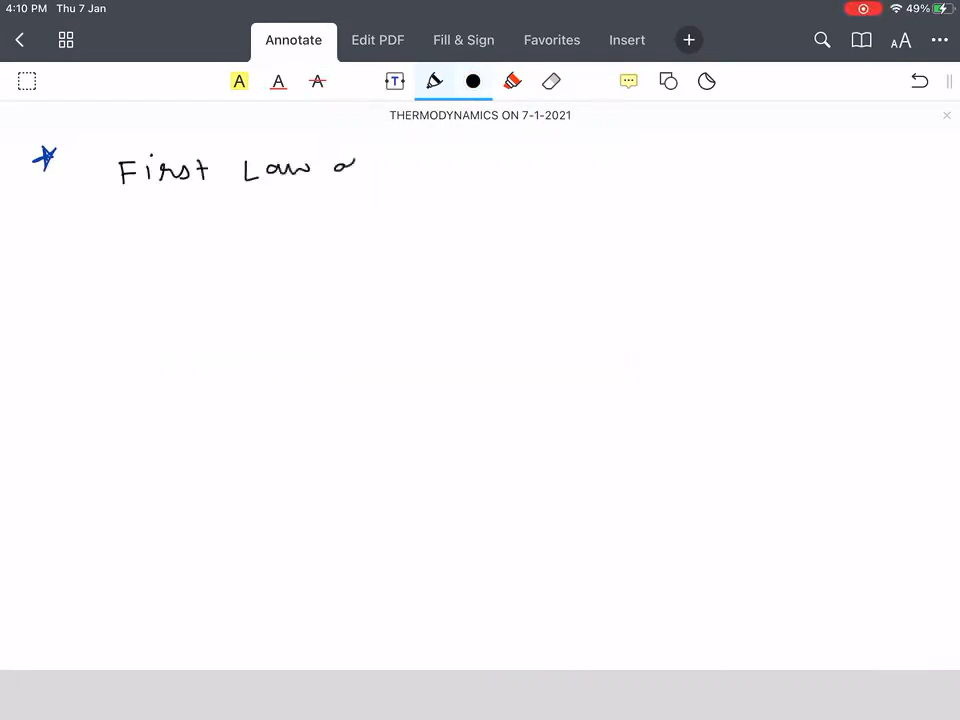 4:10 PM Thu 7 Jan 49%
Annotate Edit PDF Fill & Sign Favorites Insert
A A A T AA
THERMODYNAMICS ON 7-1-2021
First Law o